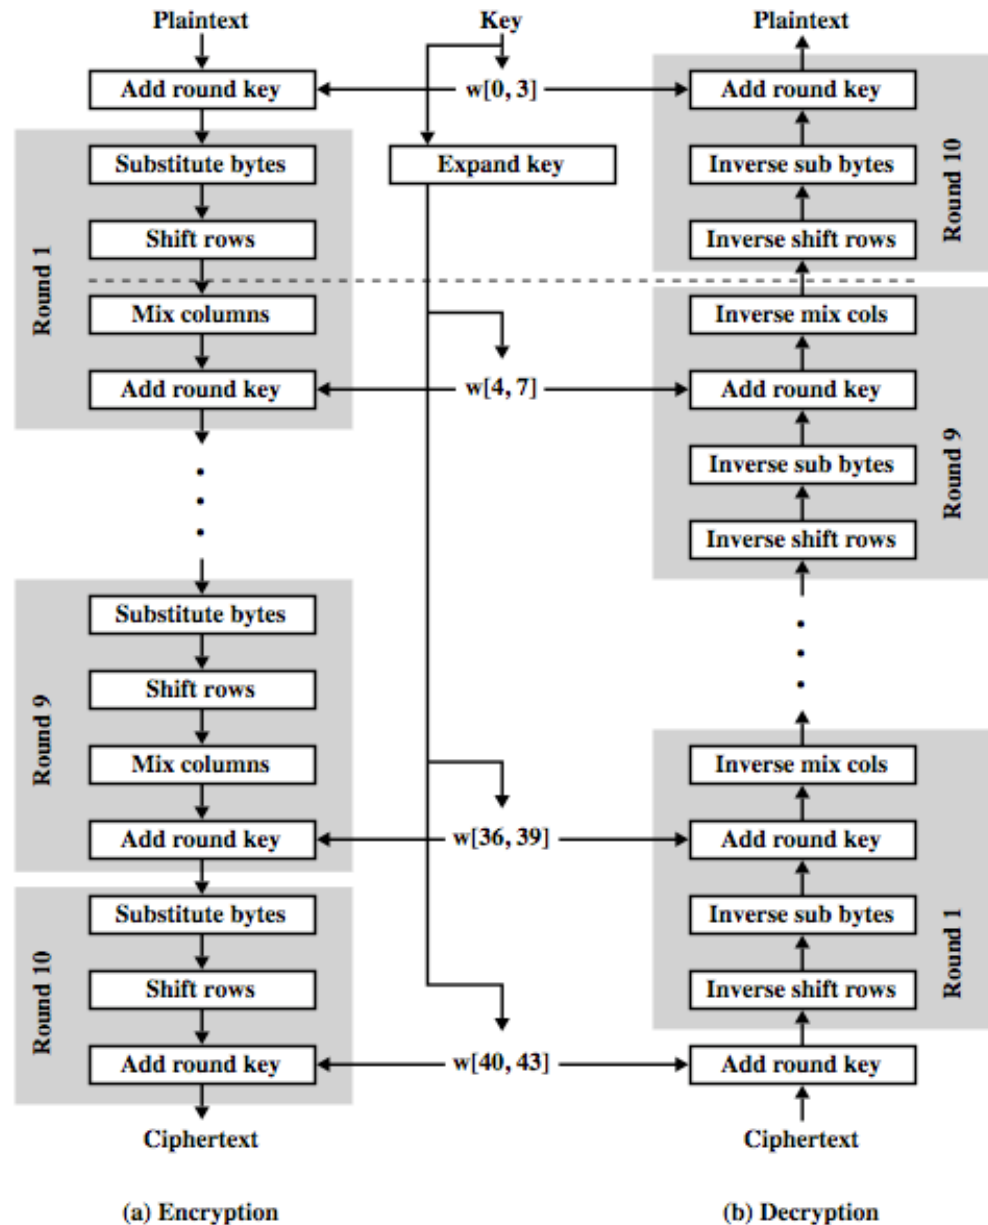 Plaintext
Key
Plaintext
Add round key
w[0, 3]
Add round key
Substitute bytes
Expand key
Inverse sub bytes
Round 10
Shift rows
Inverse shift rows
Round 1
Mix columns
Inverse mix cols
Add round key
w[4, 7]
Add round key
Inverse sub bytes
Round 9
Inverse shift rows
Substitute bytes
Shift rows
Round 9
Mix columns
Inverse mix cols
Add round key
w[36, 39]
Add round key
Substitute bytes
Inverse sub bytes
Round 1
Round 10
Shift rows
Inverse shift rows
Add round key
w[40, 43]
Add round key
Ciphertext
Ciphertext
(a) Encryption
(b) Decryption